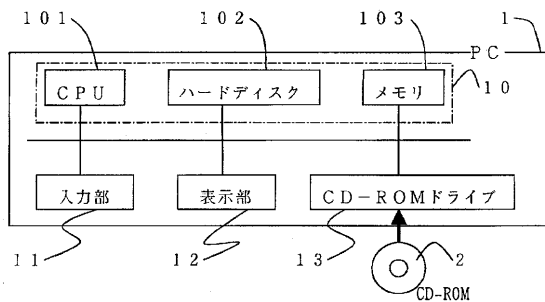 １０１ １０２ １０３ １
ＰＣ
ＣＰＵ ハードディスク メモリ １０
入力部 表示部 ＣＤ－ＲＯＭドライブ
１１ １２ １３ ２
CD-ROM